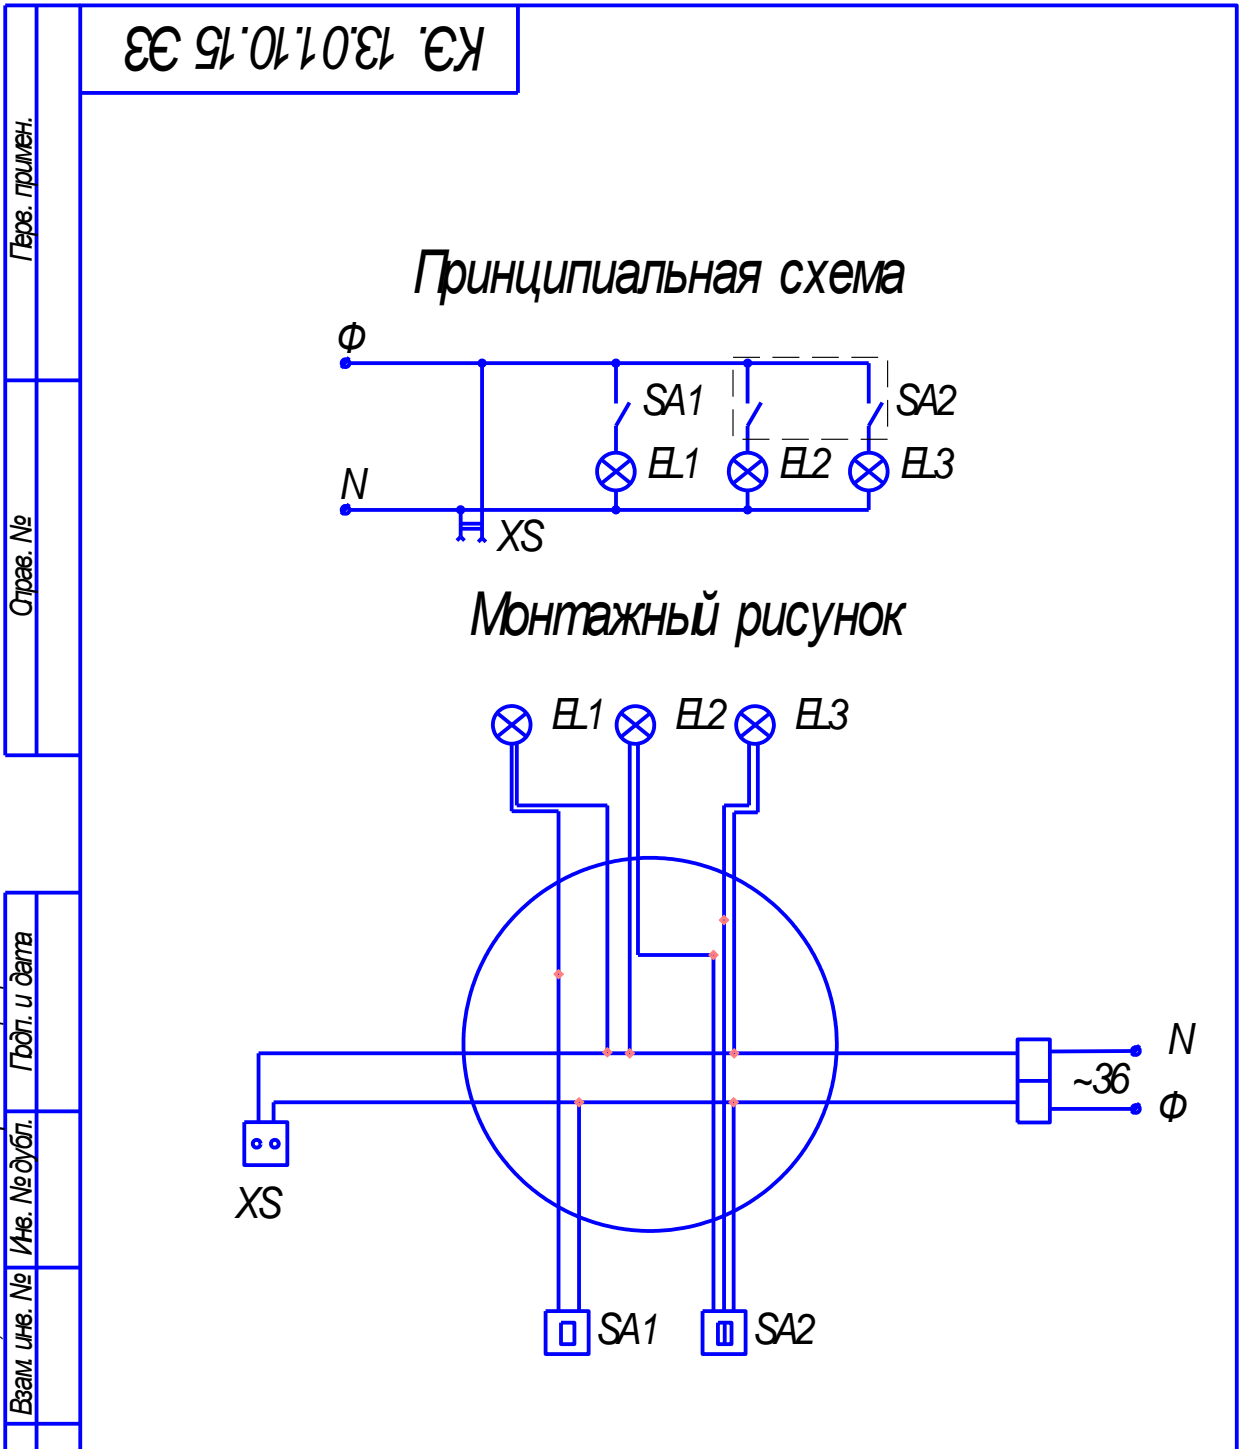 КЭ. 13.01.10.15 ЭЗ
Перв. примен.
Справ. №
Подп. и дата
Инв. № дубл.
Взам. инв. №
Принципиальная схема
Ф
SA1
SA2
EL1
EL2
EL3
N
XS
Монтажный рисунок
EL1
EL2
EL3
N
~36
Ф
XS
SA1
SA2